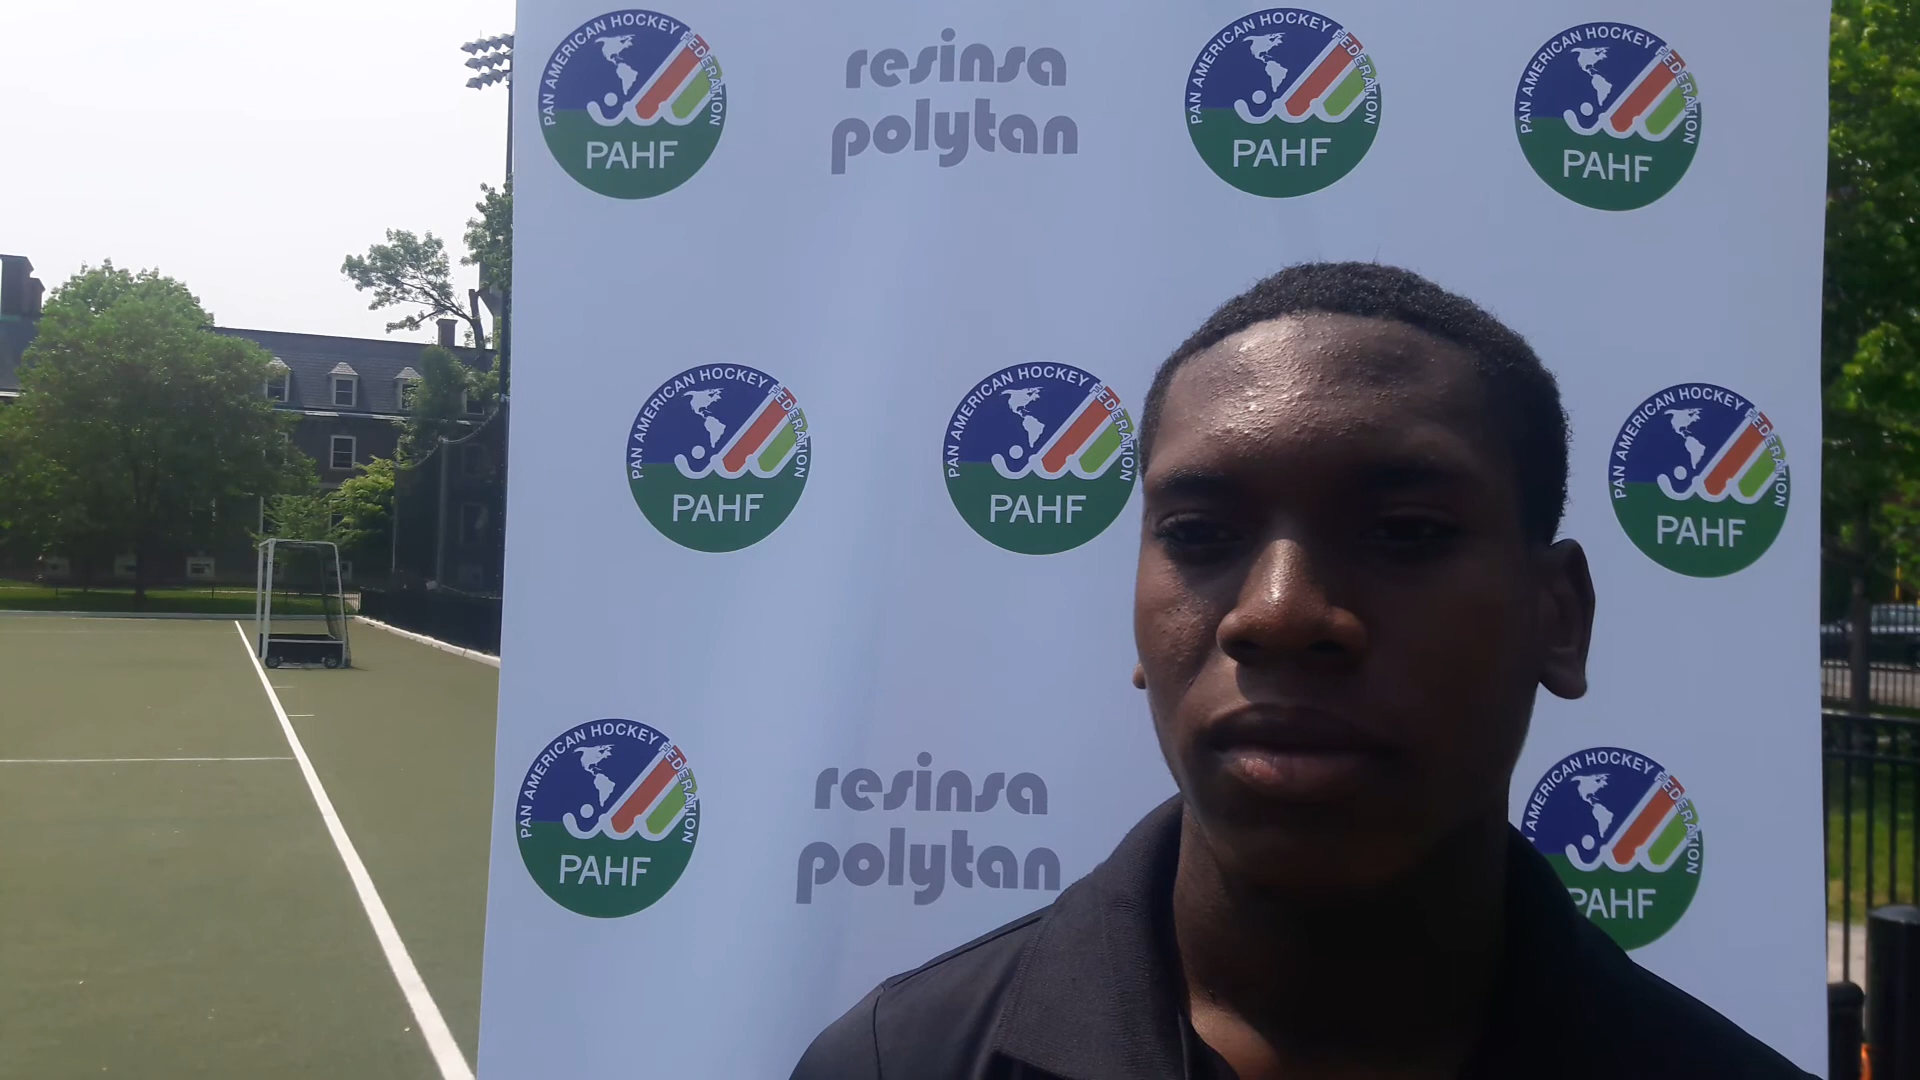 PAN AMERICAN HOCKEY FEDERATION
PAHF
resinsa
polytan
PAN AMERICAN HOCKEY FEDERATION
PAHF
PAN AMERICAN HOCKEY FEDERATION
PAHF
PAN AMERICAN HOCKEY FEDERATION
PAHF
PAN AMERICAN HOCKEY FEDERATION
PAHF
PAN AMERICAN HOCKEY FEDERATION
PAHF
PAN AMERICAN HOCKEY FEDERATION
PAHF
resinsa
polytan
AMERICAN HOCKEY FEDERATION
PAHF